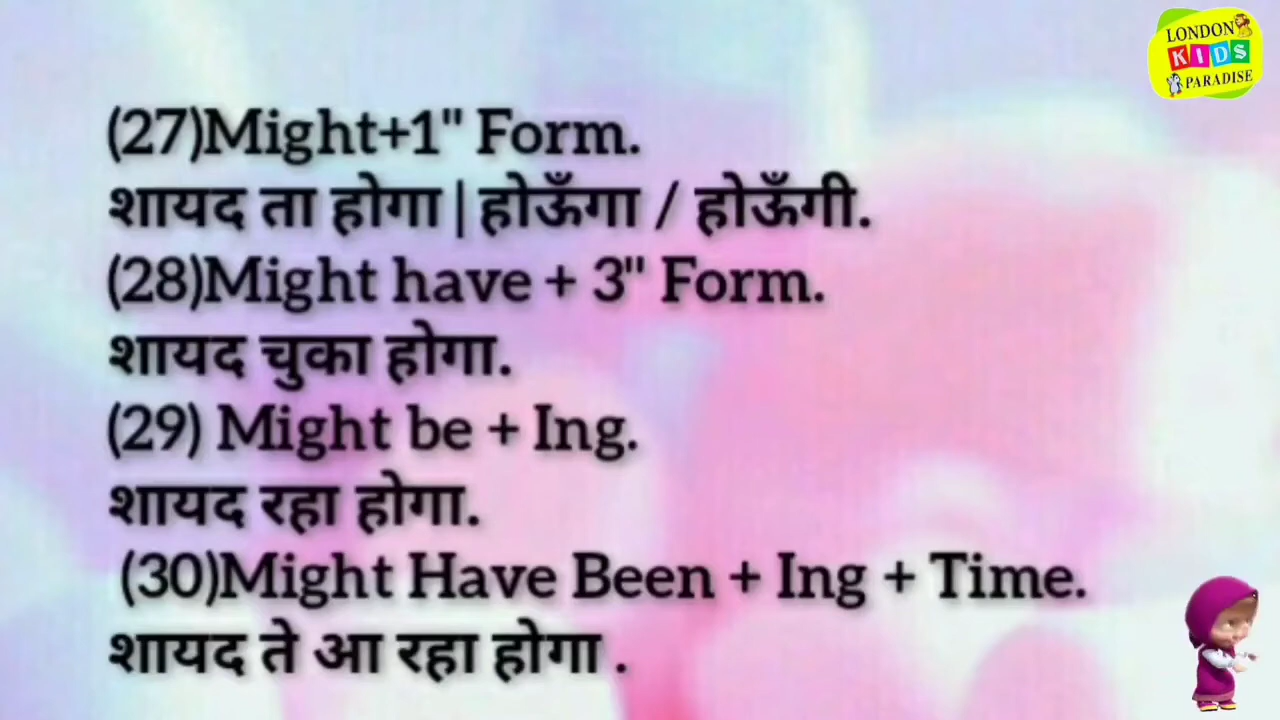 LONDON
KIDS
PARADISE
(27)Might+1" Form.
शायद ता होगा | होऊँगा / होऊँगी.
(28)Might have + 3" Form.
शायद चुका होगा.
(29) Might be + Ing.
शायद रहा होगा.
(30)Might Have Been + Ing + Time.
शायद ते आ रहा होगा .